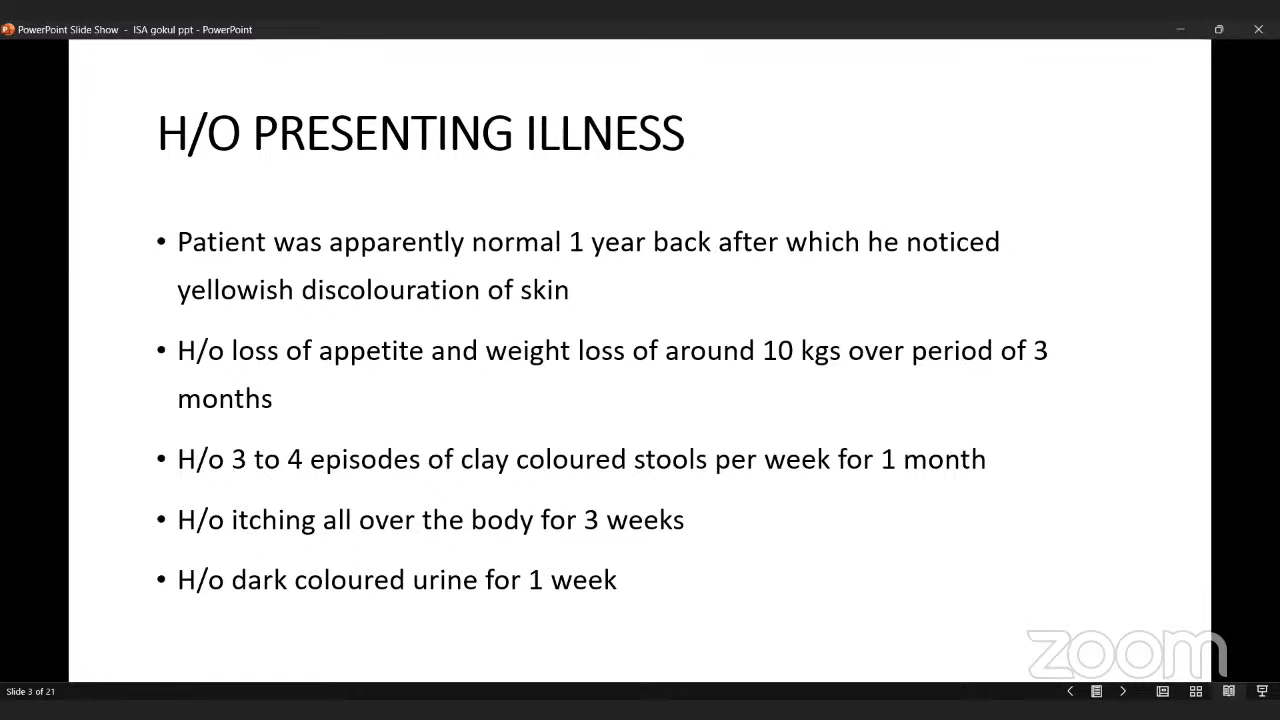 PowerPoint Slide Show - ISA gokul ppt - PowerPoint
H/O PRESENTING ILLNESS
• Patient was apparently normal 1 year back after which he noticed
yellowish discolouration of skin
• H/o loss of appetite and weight loss of around 10 kgs over period of 3
months
• H/o 3 to 4 episodes of clay coloured stools per week for 1 month
• H/o itching all over the body for 3 weeks
• H/o dark coloured urine for 1 week
zoom
Slide 3 of 21